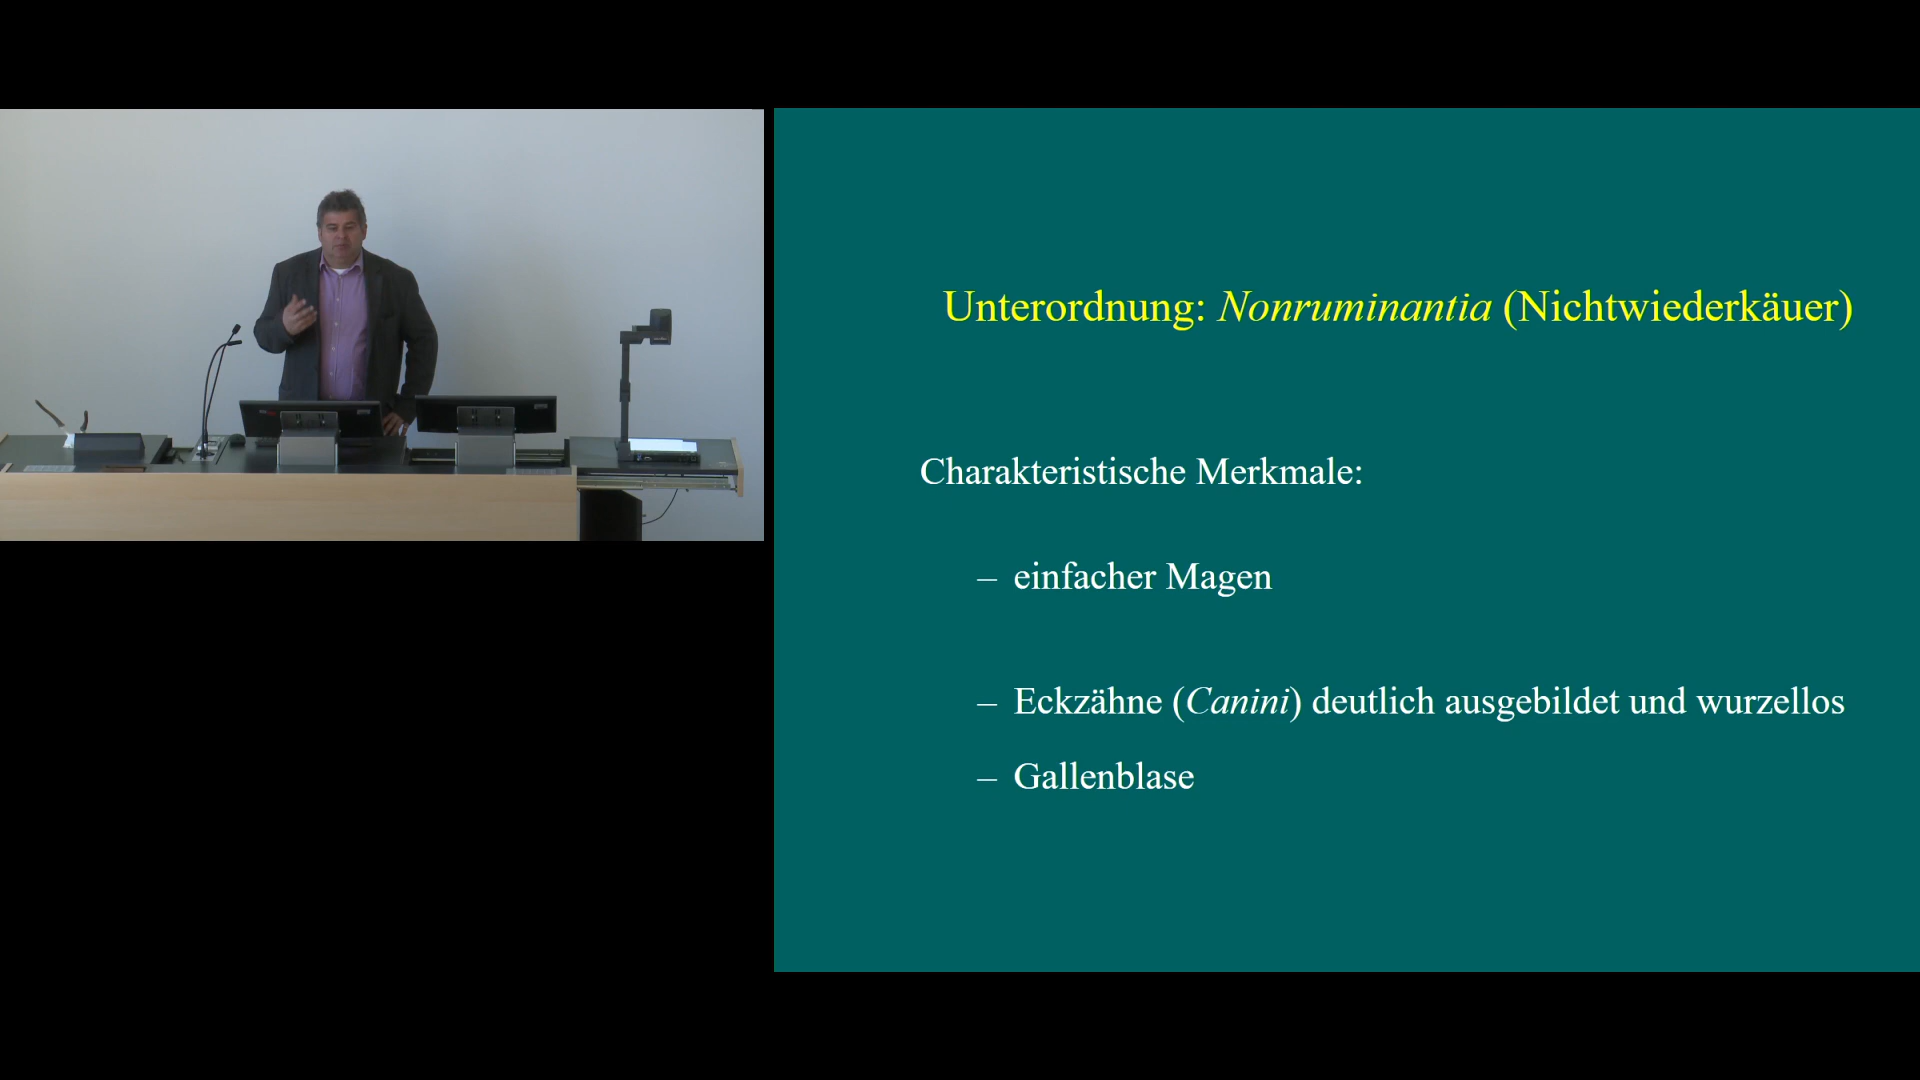 Unterordnung: Nonruminantia (Nichtwiederkäuer)
Charakteristische Merkmale:
– einfacher Magen
– Eckzähne (Canini) deutlich ausgebildet und wurzellos
– Gallenblase